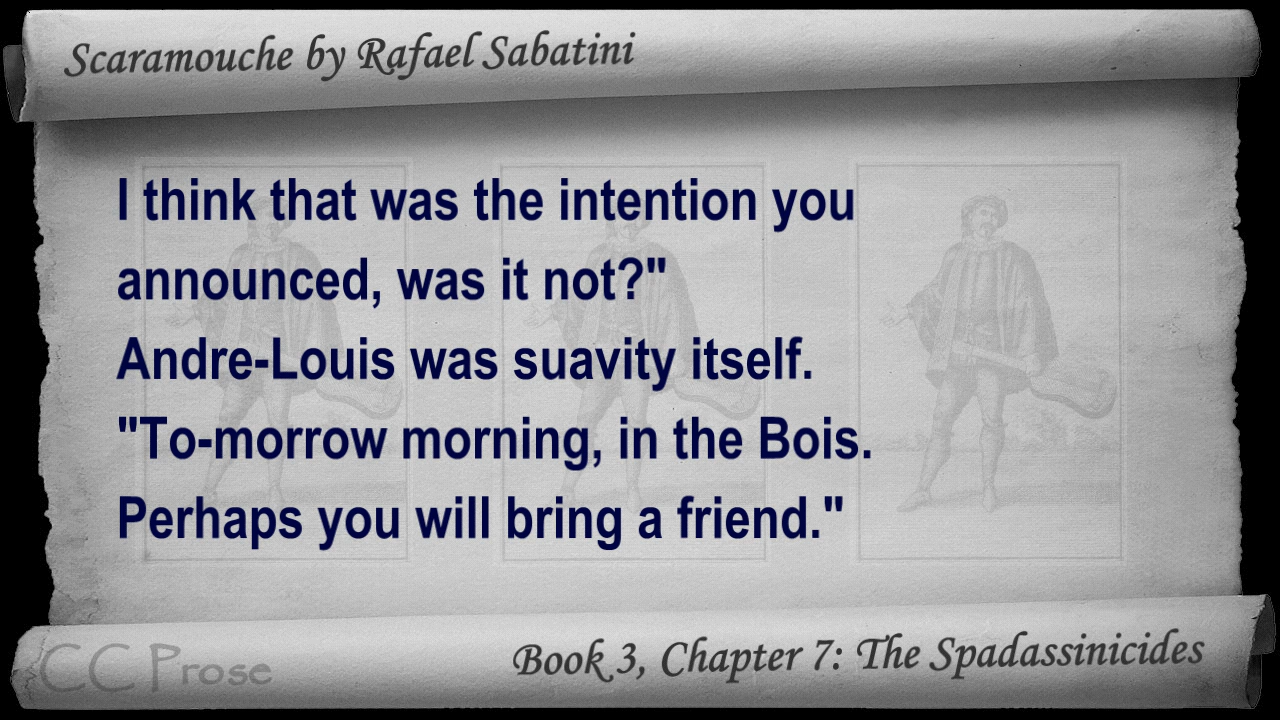 Scaramouche by Rafael Sabatini
I think that was the intention you
announced, was it not?"
Andre-Louis was suavity itself.
"To-morrow morning, in the Bois.
Perhaps you will bring a friend."
CC Prose
Book 3, Chapter 7: The Spadassinicides